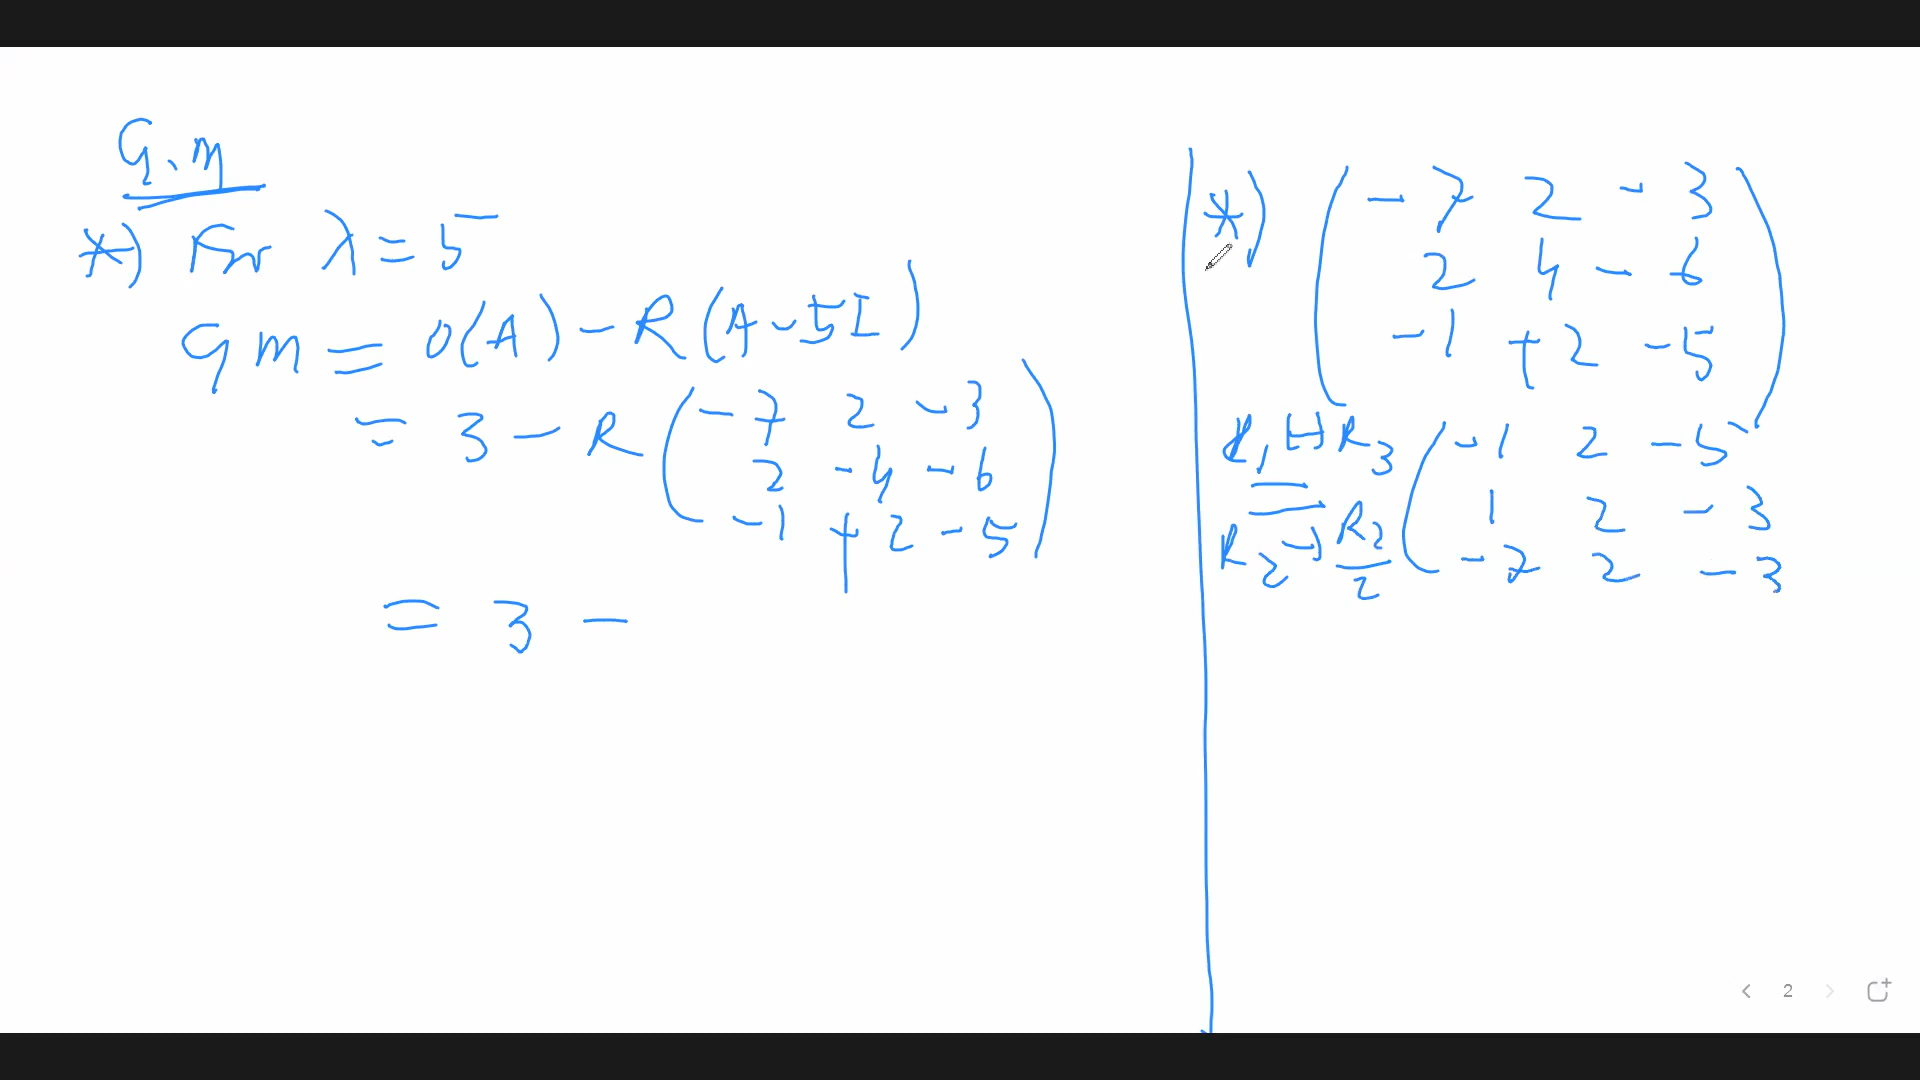 G.M
*) For λ = 5
GM = O(A) - R(A - 5I)
= 3 - R ( -7 2 -3
2 -4 -6
-1 +2 -5 )
= 3 -
*) ( -7 2 -3
2 4 -6
-1 +2 -5 )
R1 ↔ R3 ( -1 2 -5
1 2 -3
R2 → R2/2 -7 2 -3
2